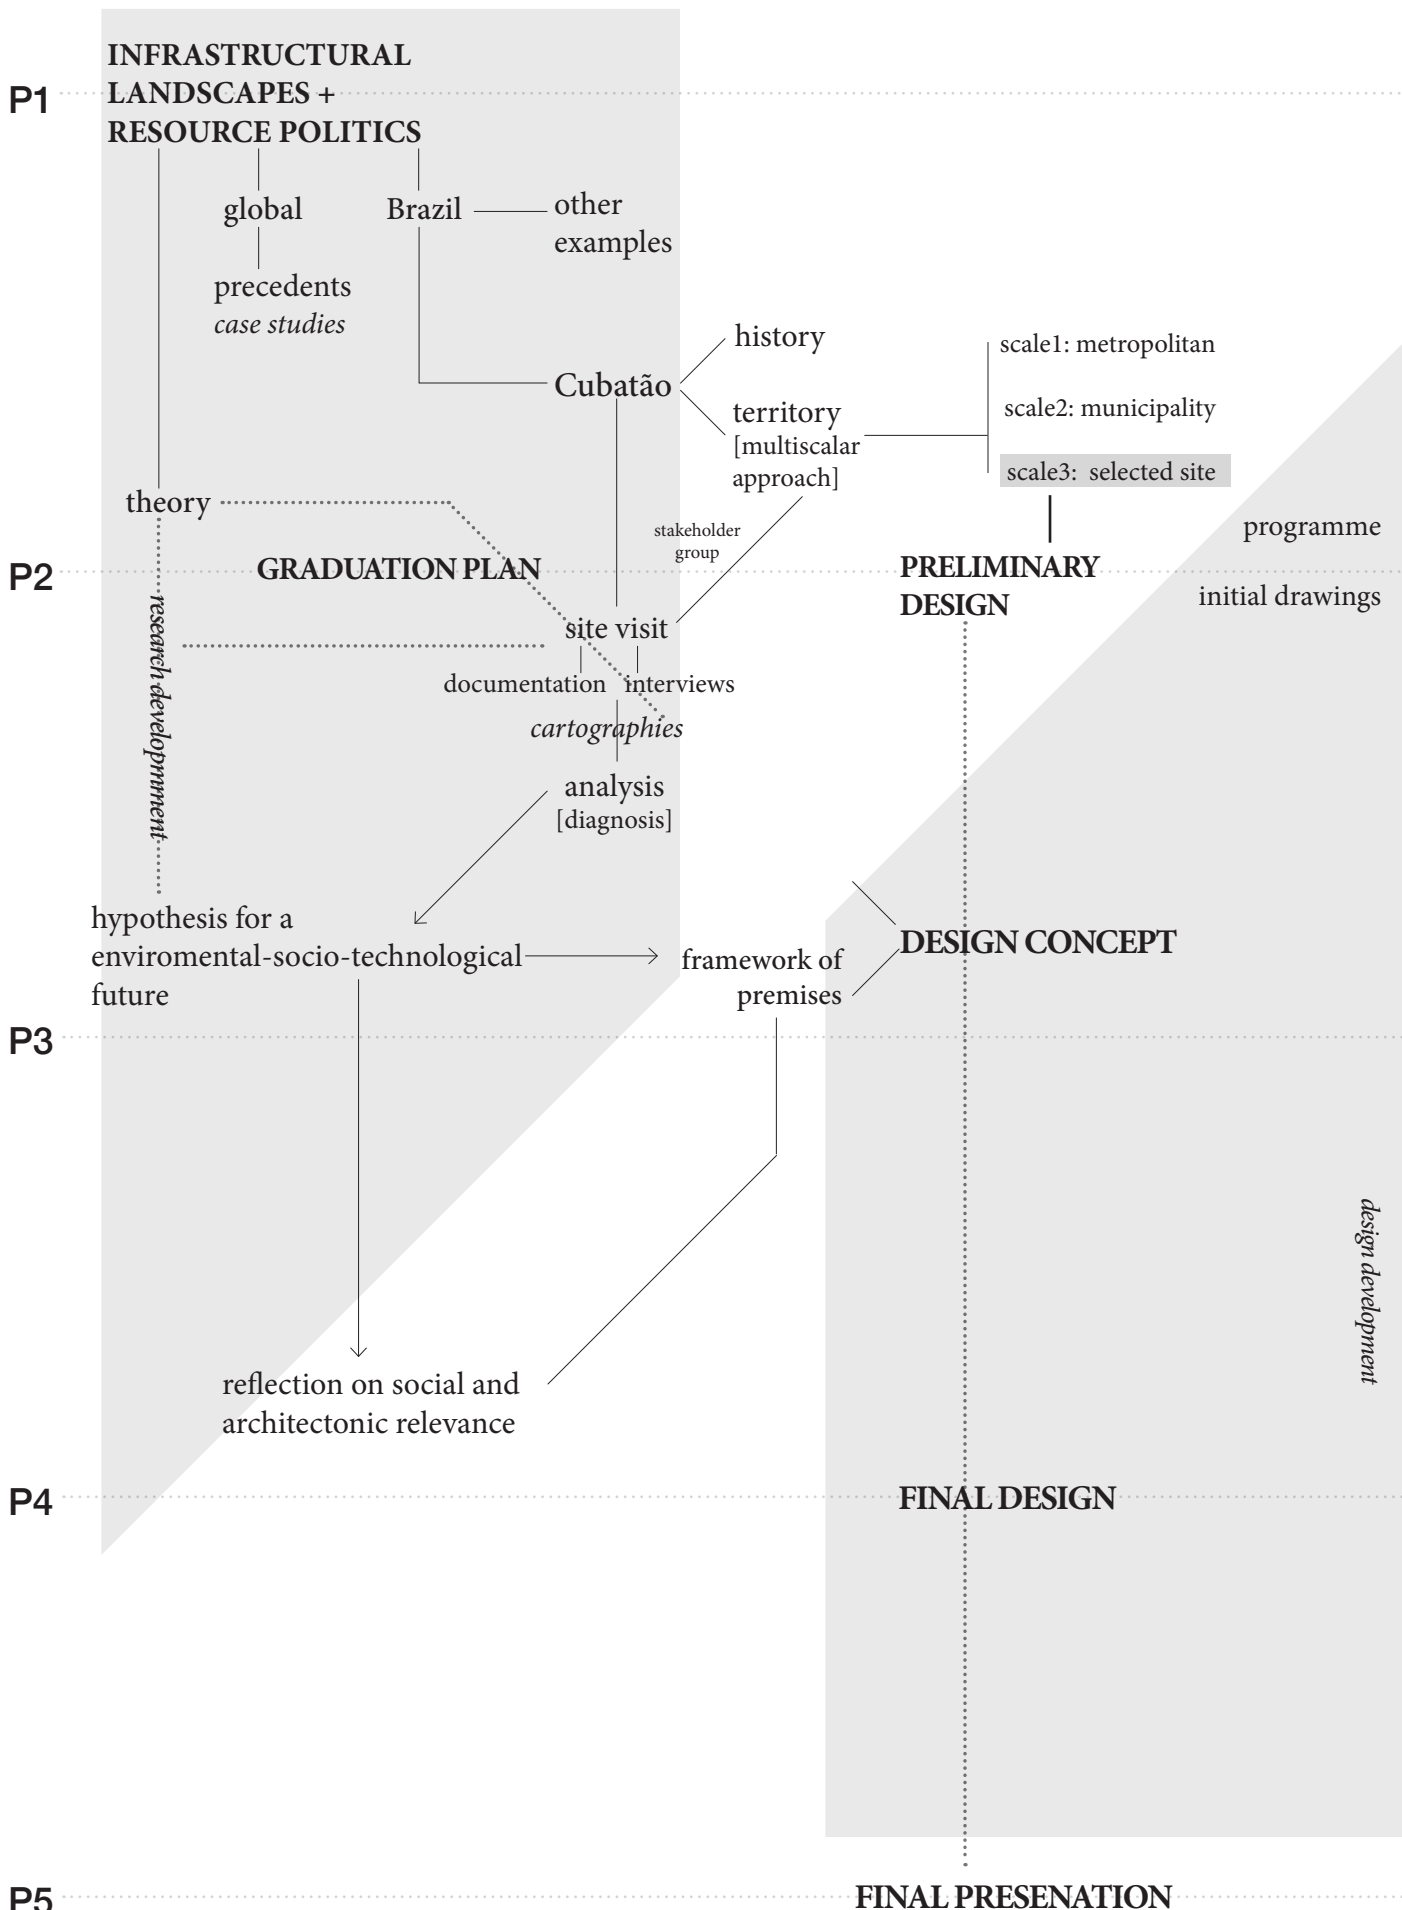 INFRASTRUCTURAL
LANDSCAPES +
RESOURCE POLITICS
P1
global
Brazil
other
examples
precedents
case studies
history
Cubatão
territory
[multiscalar
approach]
scale1: metropolitan
scale2: municipality
scale3: selected site
theory
stakeholder
group
programme
P2
GRADUATION PLAN
PRELIMINARY
DESIGN
initial drawings
site visit
research developmment
documentation
interviews
cartographies
analysis
[diagnosis]
hypothesis for a
enviromental-socio-technological
future
framework of
premises
DESIGN CONCEPT
P3
design development
reflection on social and
architectonic relevance
P4
FINAL DESIGN
P5
FINAL PRESENATION